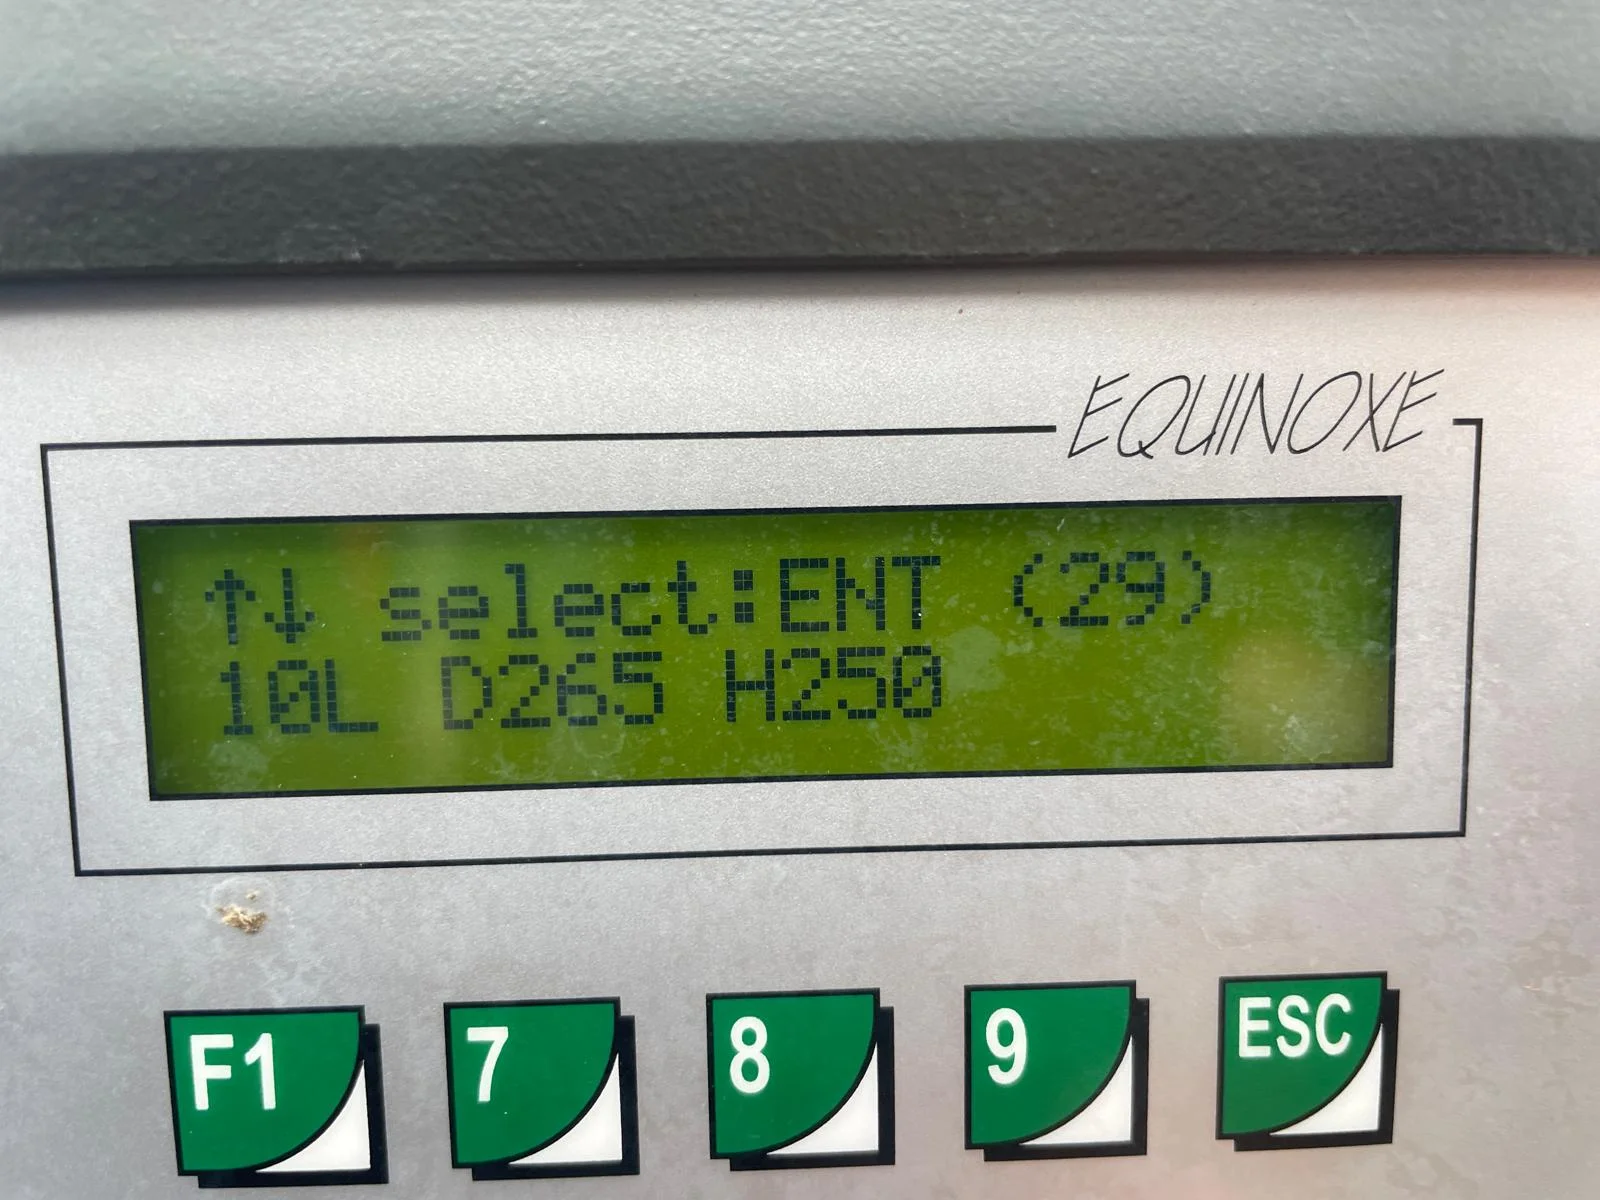 EQUINOXE
↑↓ select:ENT (29)
10L D265 H250
F1 7 8 9 ESC